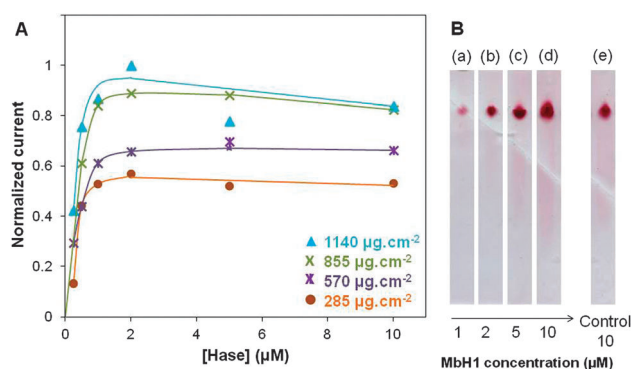 A
Normalized current
1
0.8
0.6
0.4
0.2
0
0 2 4 6 8 10
[Hase] (µM)
1140 µg.cm-2
855 µg.cm-2
570 µg.cm-2
285 µg.cm-2
B
(a) (b) (c) (d) (e)
1 2 5 10 Control
10
MbH1 concentration (µM)